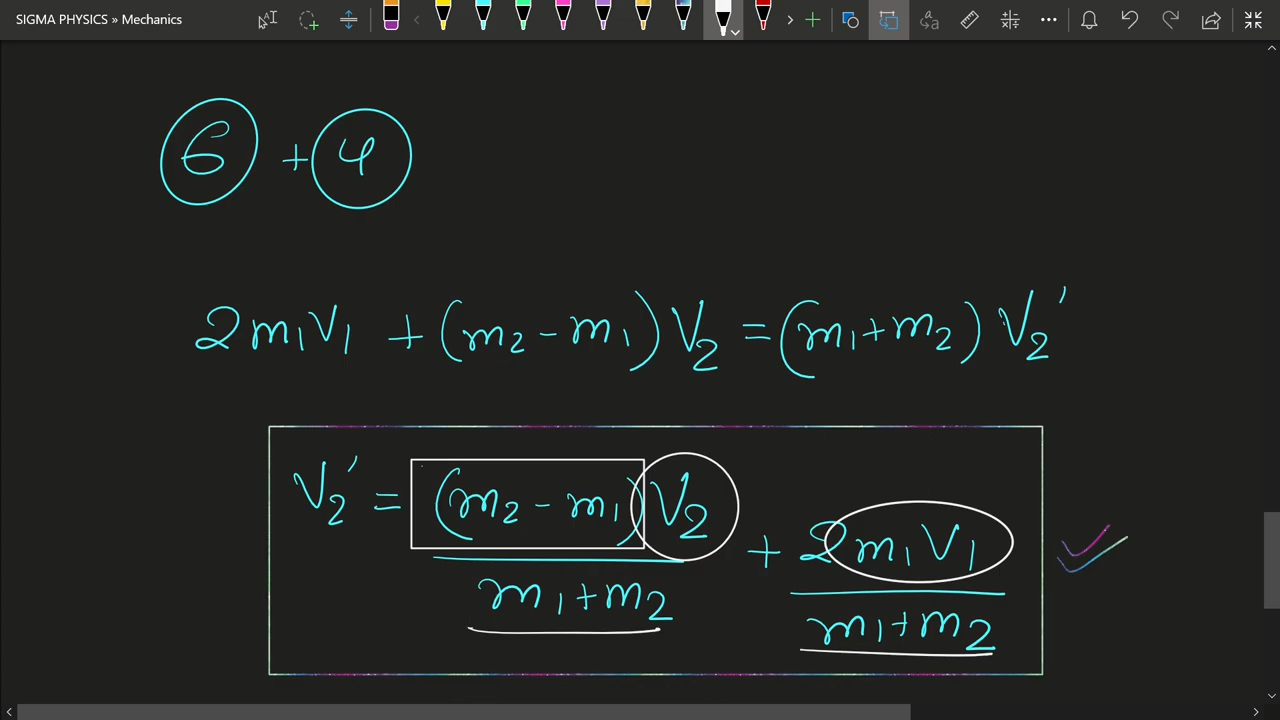 SIGMA PHYSICS » Mechanics
6 + 4
2m₁V₁ + (m₂ - m₁)V₂ = (m₁+m₂) V₂'
V₂' = (m₂ - m₁)V₂ / m₁+m₂ + 2m₁V₁ / m₁+m₂